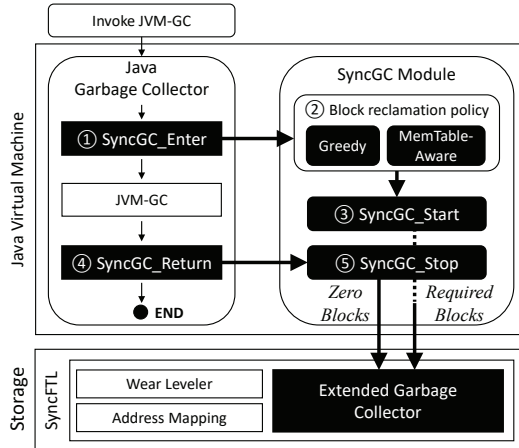 Invoke JVM-GC
Java Virtual Machine
Java
Garbage Collector
① SyncGC_Enter
JVM-GC
④ SyncGC_Return
END
SyncGC Module
② Block reclamation policy
Greedy
MemTable-
Aware
③ SyncGC_Start
⑤ SyncGC_Stop
Zero
Blocks
Required
Blocks
Storage
SyncFTL
Wear Leveler
Address Mapping
Extended Garbage
Collector